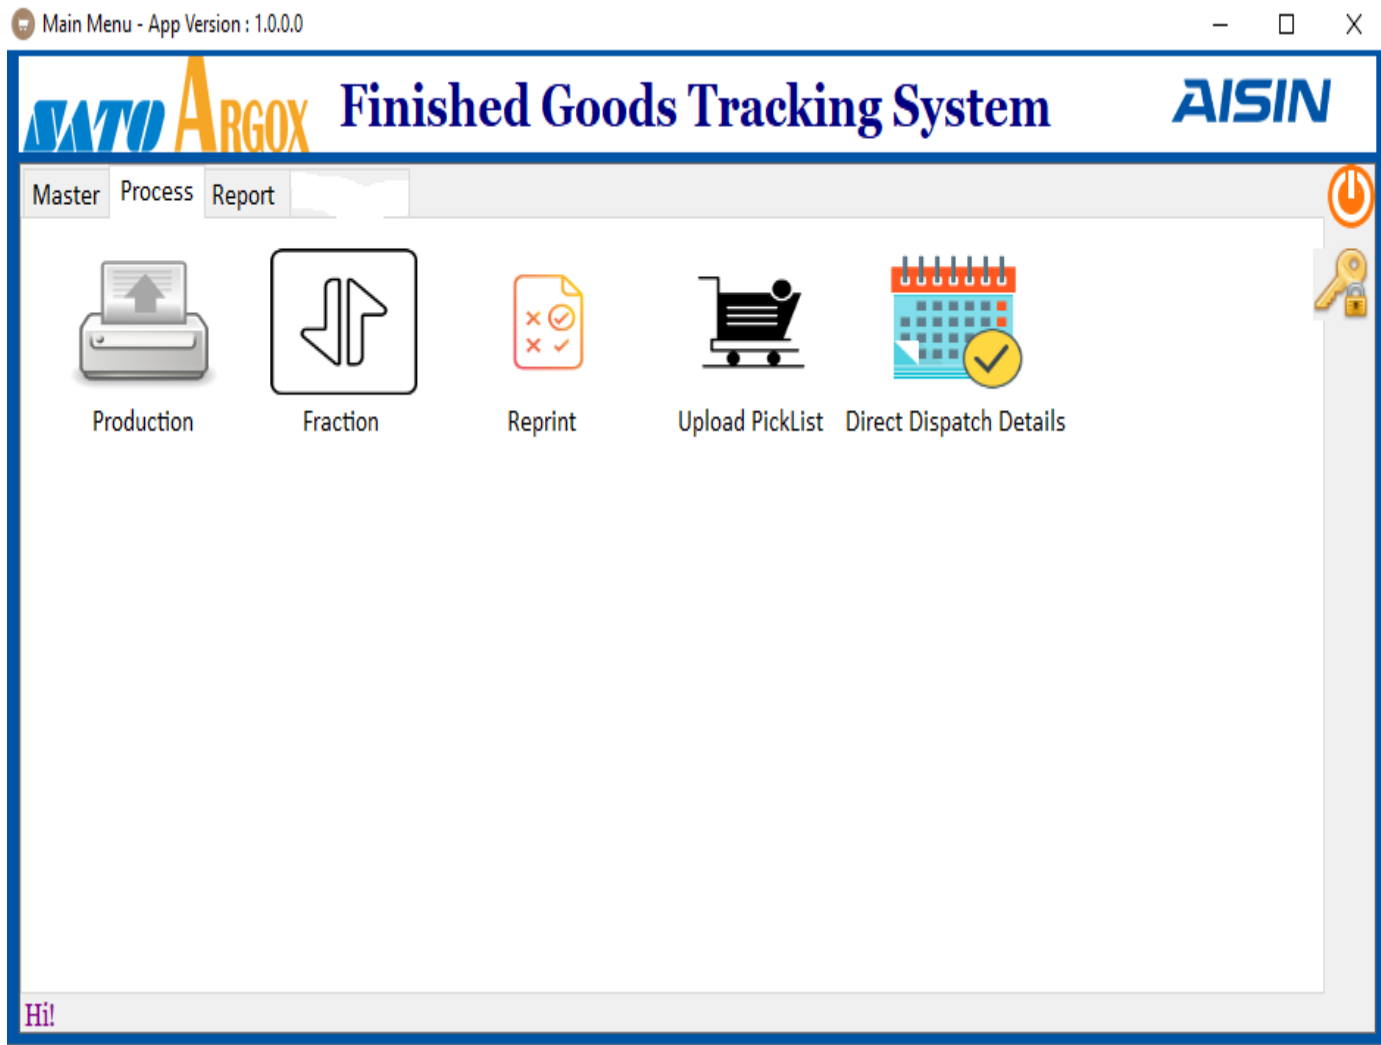 Main Menu - App Version : 1.0.0.0
SATO ARGOX Finished Goods Tracking System AISIN
Master Process Report
Production Fraction Reprint Upload PickList Direct Dispatch Details
Hi!